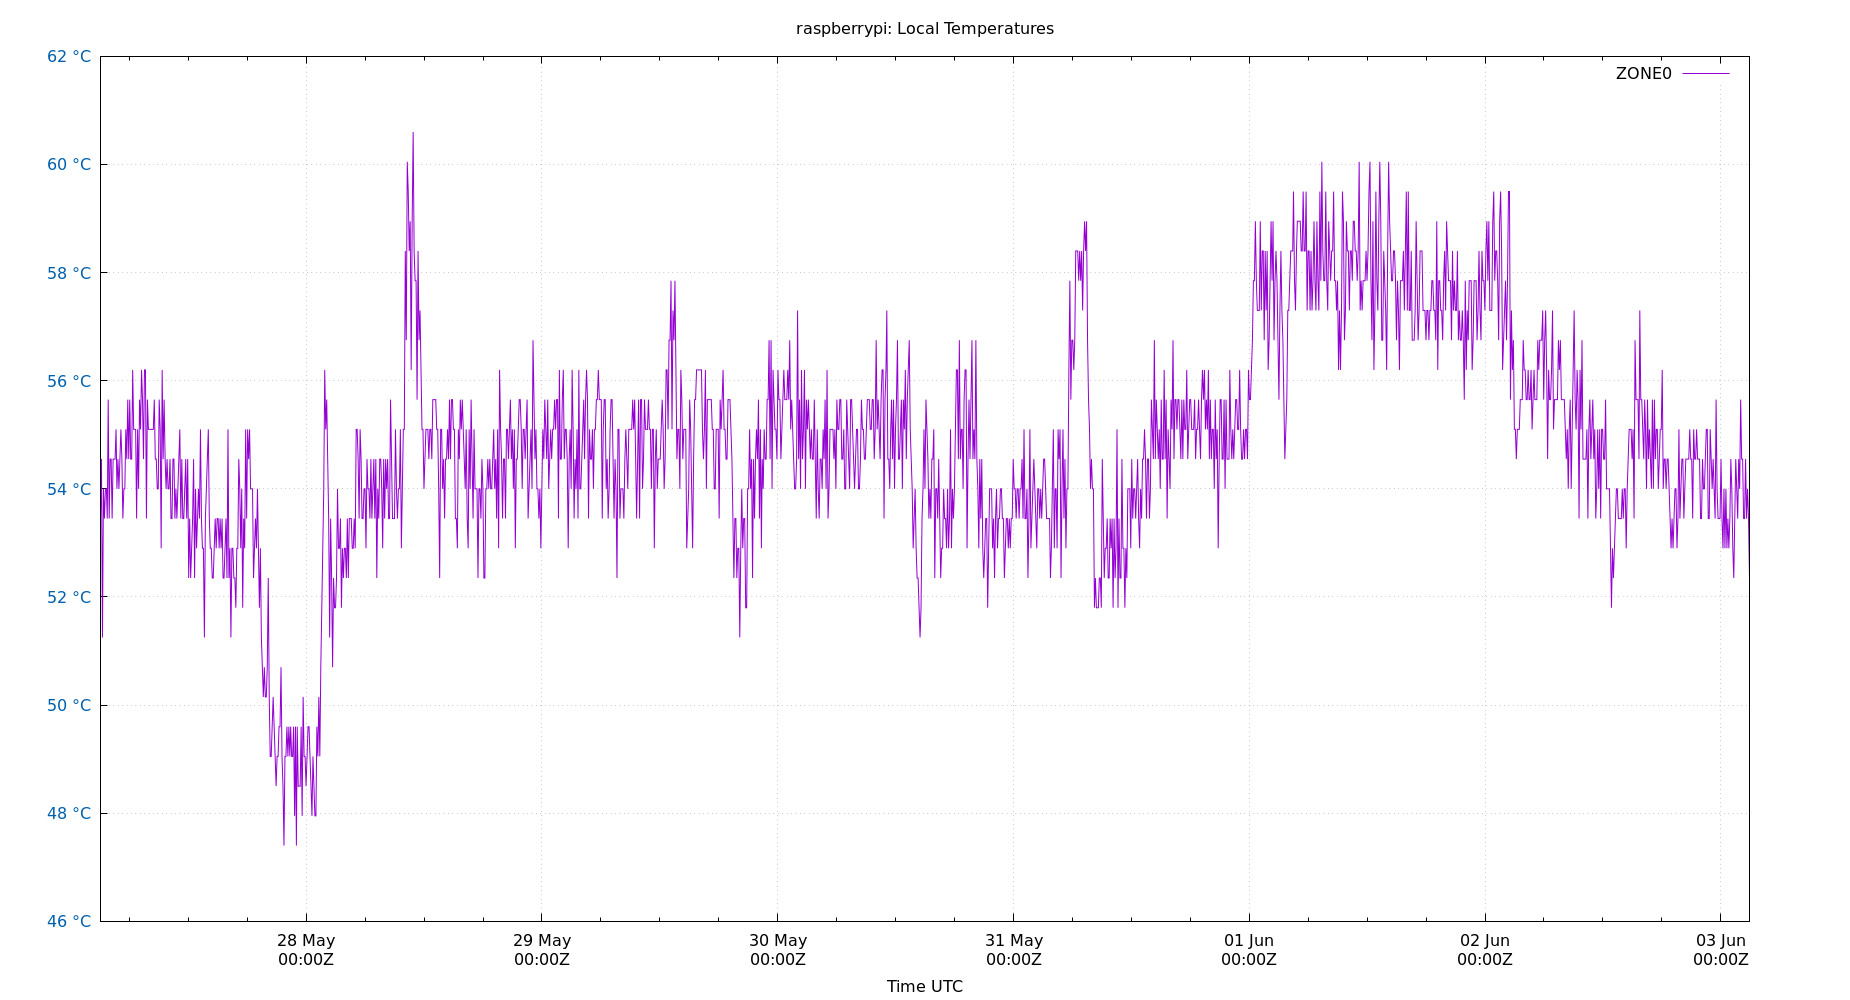 raspberrypi: Local Temperatures
62 °C
ZONE0
60 °C
58 °C
56 °C
54 °C
52 °C
50 °C
48 °C
46 °C
28 May 29 May 30 May 31 May 01 Jun 02 Jun 03 Jun
00:00Z 00:00Z 00:00Z 00:00Z 00:00Z 00:00Z 00:00Z
Time UTC